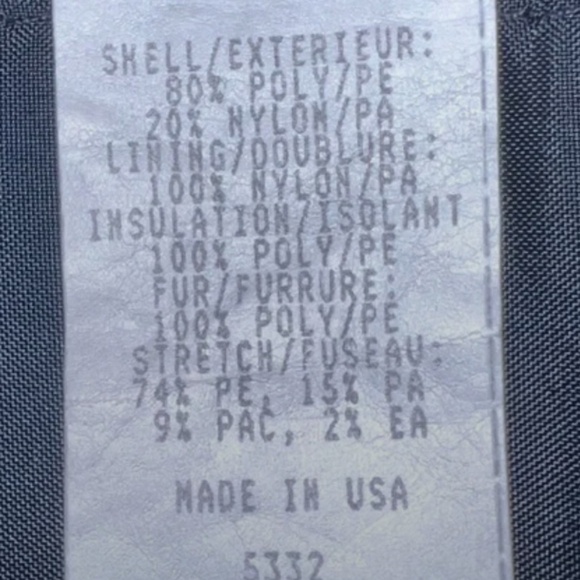 SHELL/EXTERIEUR:
80% POLY/PE
20% NYLON/PA
LINING/DOUBLURE:
100% NYLON/PA
INSULATION/ISOLANT
100% POLY/PE
FUR/FURRURE:
100% POLY/PE
STRETCH/FUSEAU:
74% PE, 15% PA
9% PAC, 2% EA
MADE IN USA
5332